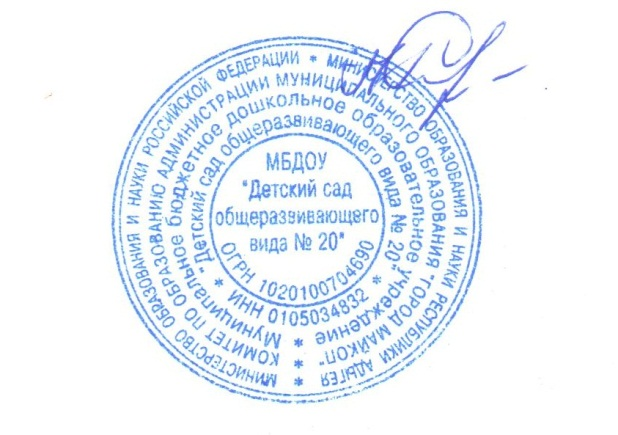 МИНИСТЕРСТВО ОБРАЗОВАНИЯ И НАУКИ РОССИЙСКОЙ ФЕДЕРАЦИИ * МИНИСТЕРСТВО ОБРАЗОВАНИЯ И НАУКИ РЕСПУБЛИКИ АДЫГЕЯ *
КОМИТЕТ ПО ОБРАЗОВАНИЮ АДМИНИСТРАЦИИ МУНИЦИПАЛЬНОГО ОБРАЗОВАНИЯ "ГОРОД МАЙКОП" *
Муниципальное бюджетное дошкольное образовательное учреждение *
"Детский сад общеразвивающего вида № 20" *
ИНН 0105034832 *
ОГРН 1020100704690
МБДОУ
"Детский сад
общеразвивающего
вида № 20"